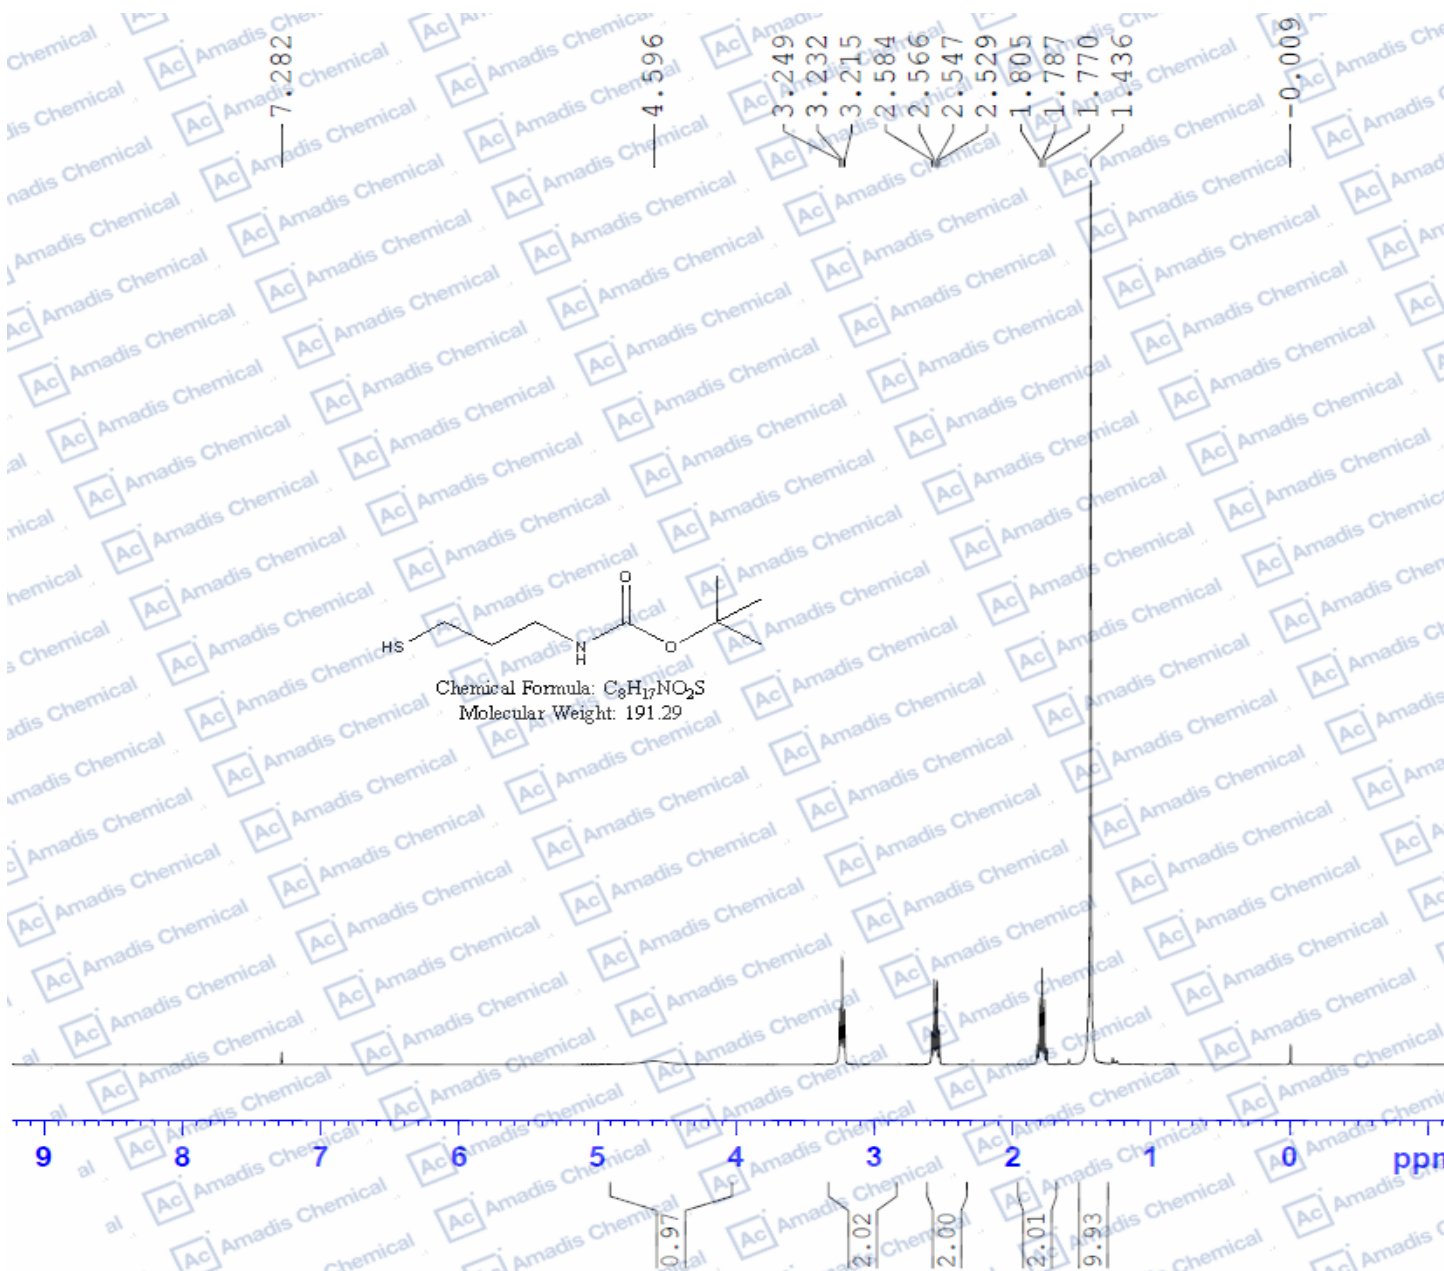 7.282
4.596
3.249
3.232
3.215
2.584
2.566
2.547
2.529
1.805
1.787
1.770
1.436
-0.009
O
HS
N
H
O
Chemical Formula: C8H17NO2S
Molecular Weight: 191.29
9 8 7 6 5 4 3 2 1 0 ppm
0.97
2.02
2.00
2.01
9.93
Ac Amadis Chemical